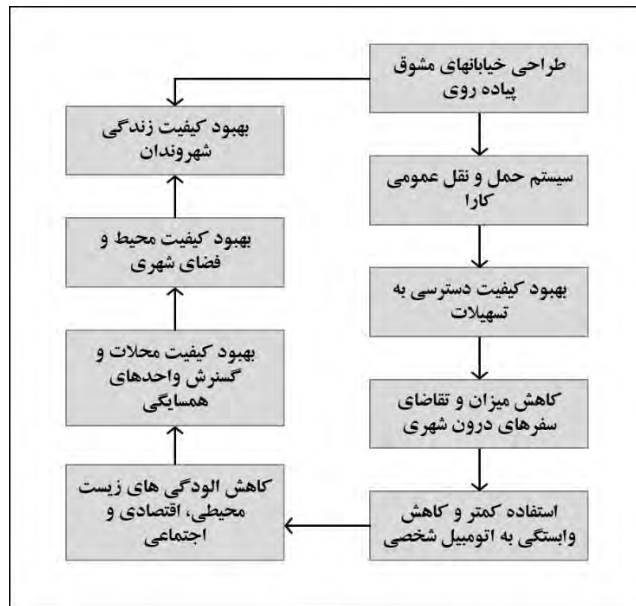 طراحی خیابانهای مشوق
پیاده روی
سیستم حمل و نقل عمومی
کارا
بهبود کیفیت دسترسی به
تسهیلات
کاهش میزان و تقاضای
سفرهای درون شهری
استفاده کمتر و کاهش
وابستگی به اتومبیل شخصی
کاهش الودگی های زیست
محیطی، اقتصادی و
اجتماعی
بهبود کیفیت محلات و
گسترش واحدهای
همسایگی
بهبود کیفیت محیط و
فضای شهری
بهبود کیفیت زندگی
شهروندان